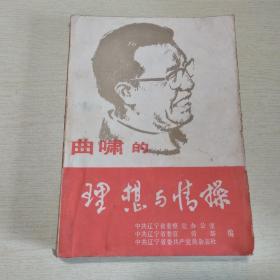 曲啸的
理想与情操
中共辽宁省委整党办公室
中共辽宁省委宣传部
中共辽宁省委共产党员杂志社
编